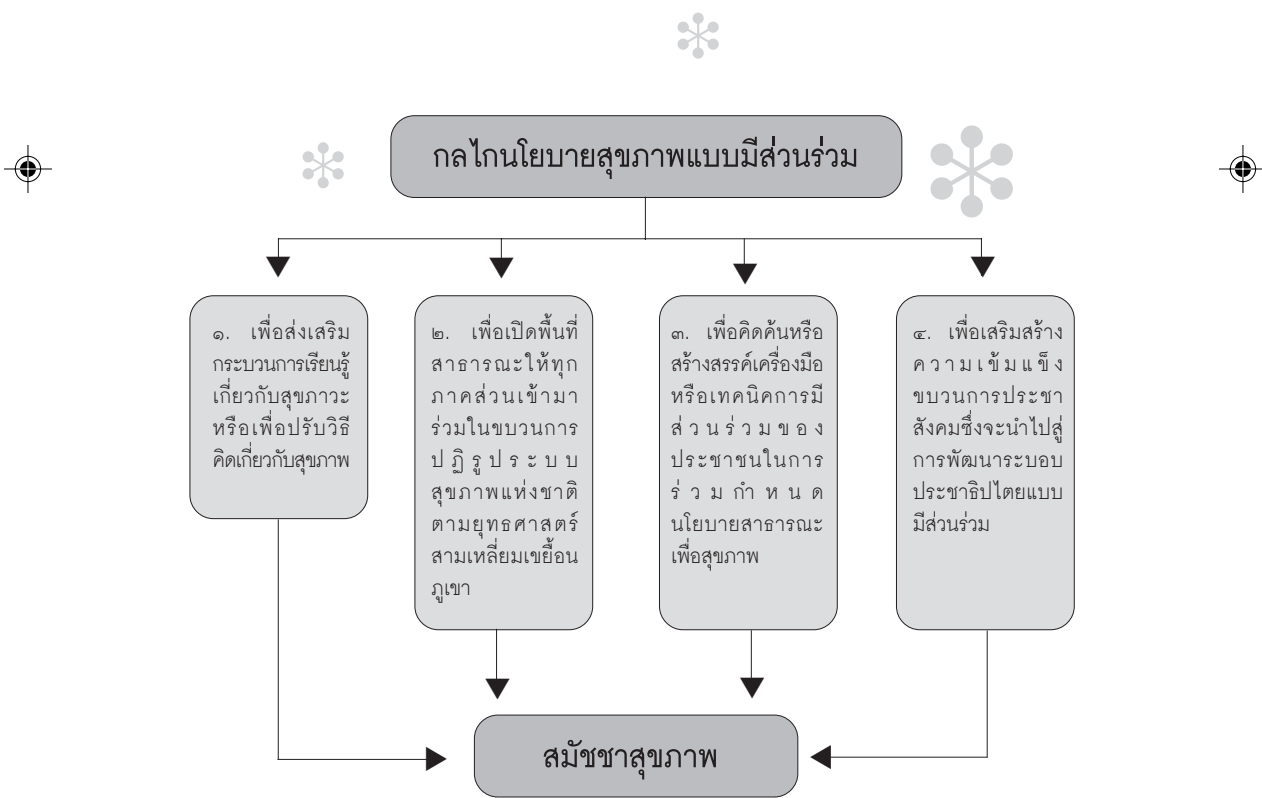 กลไกนโยบายสุขภาพแบบมีส่วนร่วม
๑. เพื่อส่งเสริม
กระบวนการเรียนรู้
เกี่ยวกับสุขภาวะ
หรือเพื่อปรับวิธี
คิดเกี่ยวกับสุขภาพ
๒. เพื่อเปิดพื้นที่
สาธารณะให้ทุก
ภาคส่วนเข้ามา
ร่วมในขบวนการ
ปฏิรูประบบ
สุขภาพแห่งชาติ
ตามยุทธศาสตร์
สามเหลี่ยมเขยื้อน
ภูเขา
๓. เพื่อคิดค้นหรือ
สร้างสรรค์เครื่องมือ
หรือเทคนิคการมี
ส่วนร่วมของ
ประชาชนในการ
ร่วมกำหนด
นโยบายสาธารณะ
เพื่อสุขภาพ
๔. เพื่อเสริมสร้าง
ความเข้มแข็ง
ขบวนการประชา
สังคมซึ่งจะนำไปสู่
การพัฒนาระบอบ
ประชาธิปไตยแบบ
มีส่วนร่วม
สมัชชาสุขภาพ